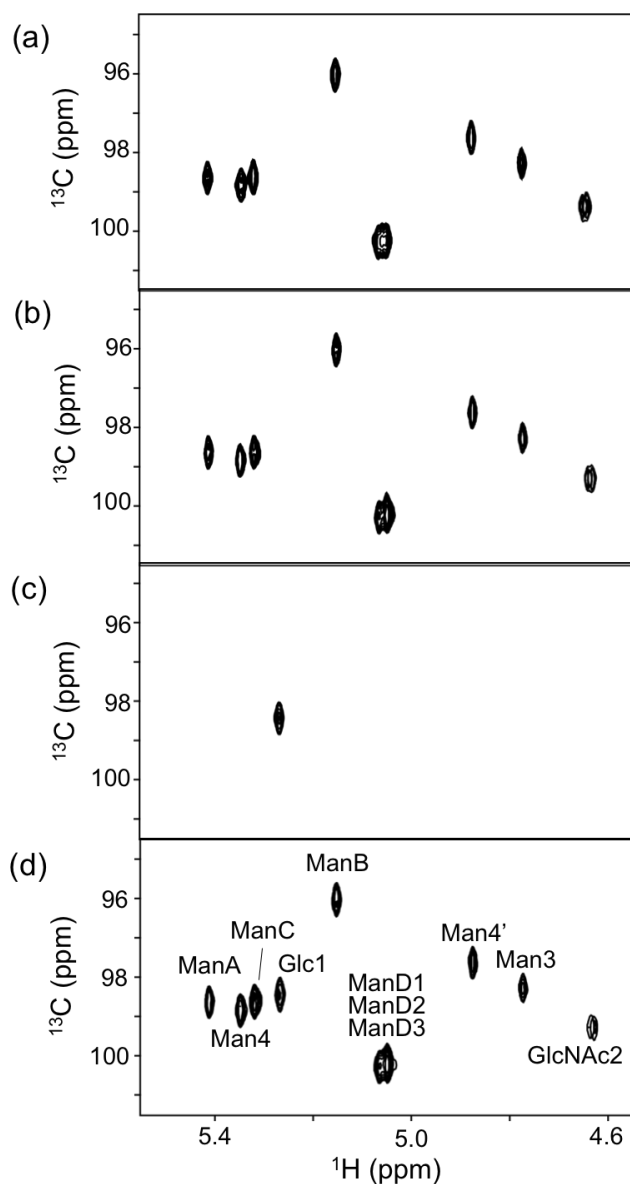 (a)
96
98
100
¹³C (ppm)
(b)
96
98
100
¹³C (ppm)
(c)
96
98
100
¹³C (ppm)
(d)
ManB
96
ManC
Man4’
ManA
Glc1
ManD1
Man3
98
ManD2
Man4
ManD3
100
GlcNAc2
¹³C (ppm)
5.4
5.0
4.6
¹H (ppm)